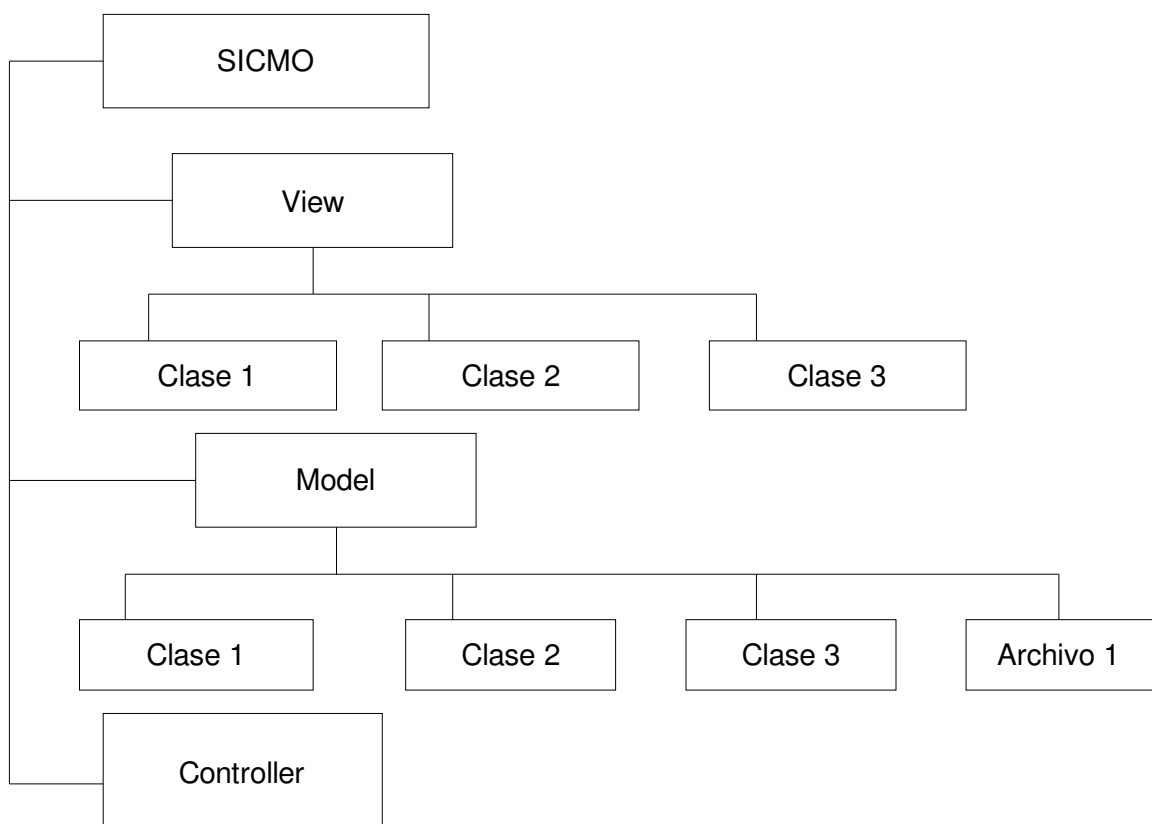 SICMO
View
Clase 1
Clase 2
Clase 3
Model
Clase 1
Clase 2
Clase 3
Archivo 1
Controller